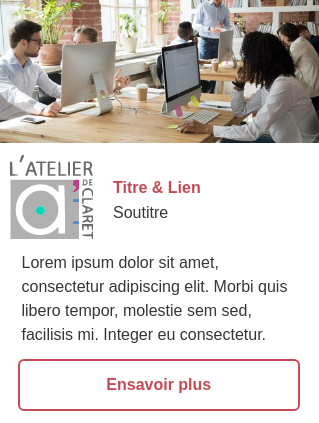 L'ATELIER
DE CLARET
a
Titre & Lien
Soutitre
Lorem ipsum dolor sit amet,
consectetur adipiscing elit. Morbi quis
libero tempor, molestie sem sed,
facilisis mi. Integer eu consectetur.
Ensavoir plus